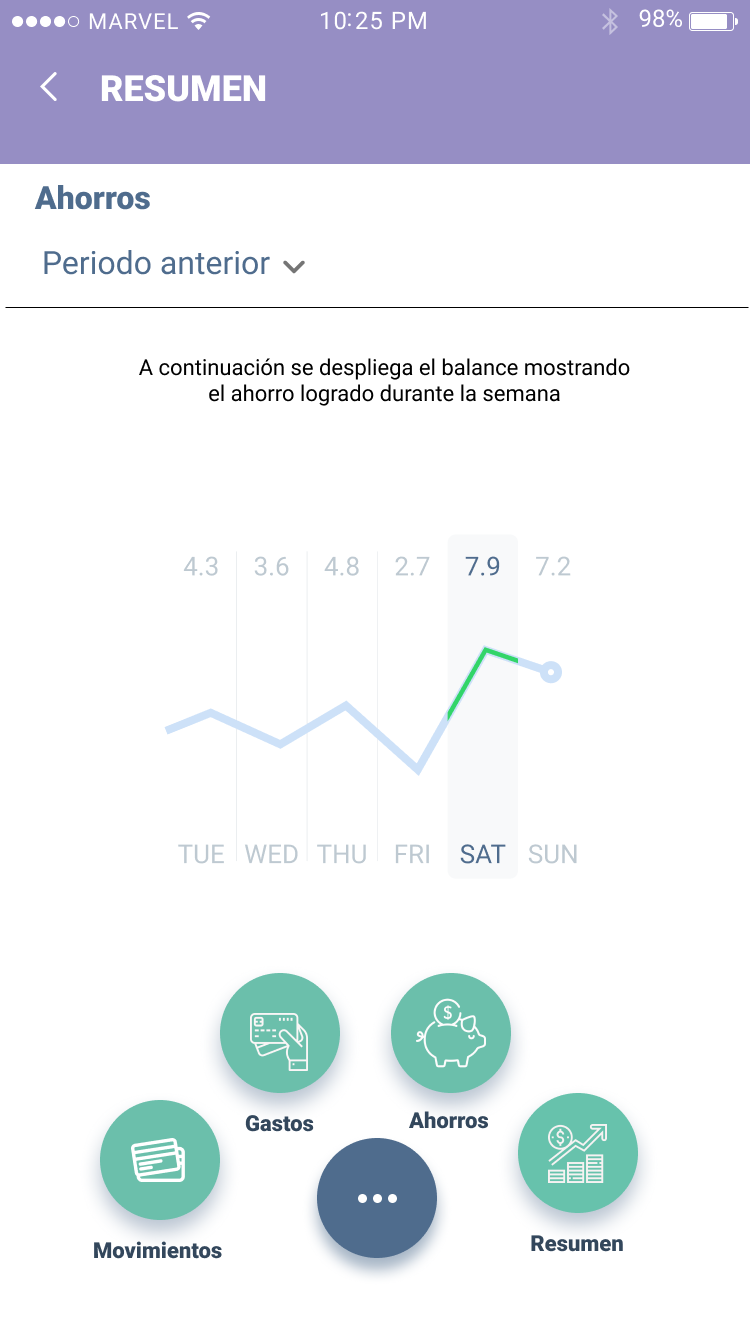 MARVEL 10:25 PM 98%
RESUMEN
Ahorros
Periodo anterior
A continuación se despliega el balance mostrando
el ahorro logrado durante la semana
4.3 3.6 4.8 2.7 7.9 7.2
TUE WED THU FRI SAT SUN
$
$
Gastos
Ahorros
Movimientos
Resumen